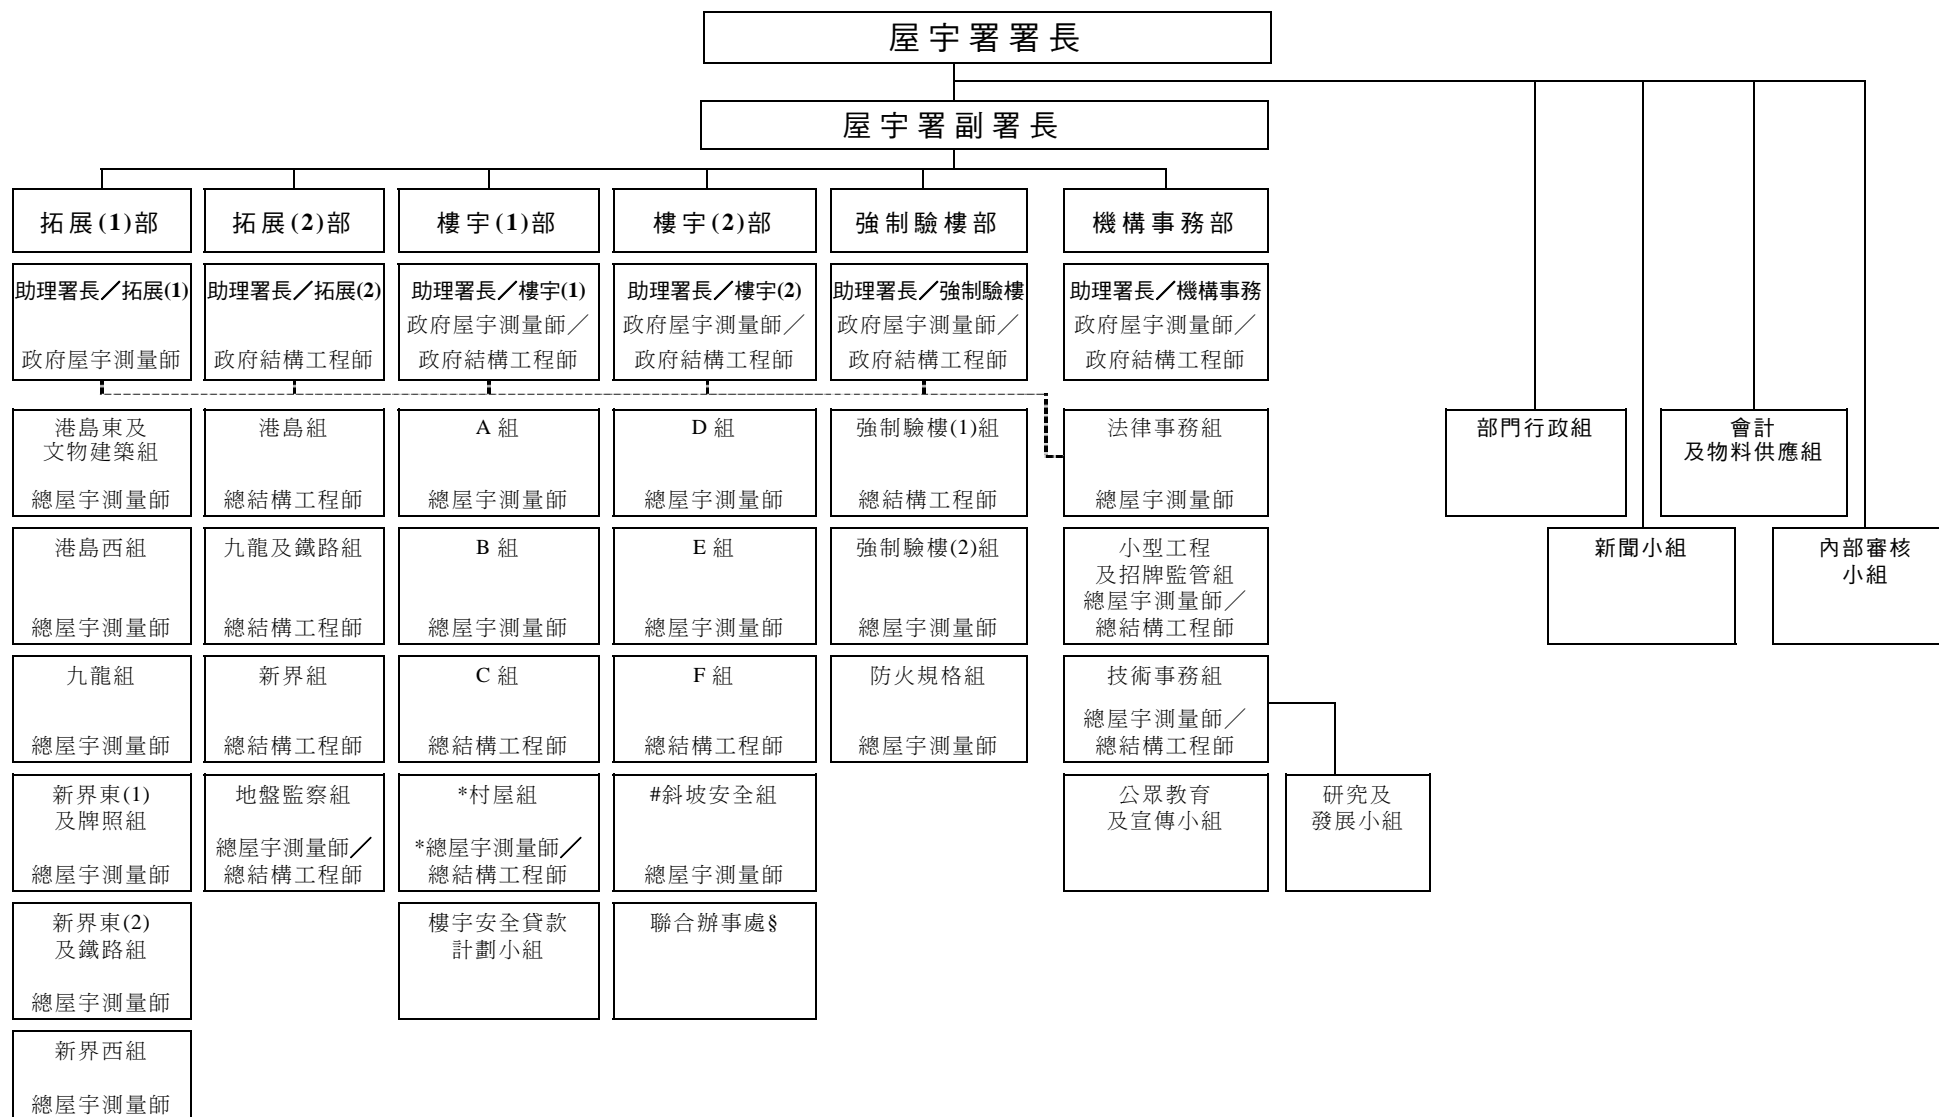 屋宇署署長
屋宇署副署長
拓展(1)部
拓展(2)部
樓宇(1)部
樓宇(2)部
強制驗樓部
機構事務部
助理署長／拓展(1)
政府屋宇測量師
助理署長／拓展(2)
政府結構工程師
助理署長／樓宇(1)
政府屋宇測量師／
政府結構工程師
助理署長／樓宇(2)
政府屋宇測量師／
政府結構工程師
助理署長／強制驗樓
政府屋宇測量師／
政府結構工程師
助理署長／機構事務
政府屋宇測量師／
政府結構工程師
港島東及
文物建築組
總屋宇測量師
港島組
總結構工程師
A 組
總屋宇測量師
D 組
總屋宇測量師
強制驗樓(1)組
總結構工程師
法律事務組
總屋宇測量師
部門行政組
會計
及物料供應組
港島西組
總屋宇測量師
九龍及鐵路組
總結構工程師
B 組
總屋宇測量師
E 組
總屋宇測量師
強制驗樓(2)組
總屋宇測量師
小型工程
及招牌監管組
總屋宇測量師／
總結構工程師
新聞小組
內部審核
小組
九龍組
總屋宇測量師
新界組
總結構工程師
C 組
總結構工程師
F 組
總結構工程師
防火規格組
總屋宇測量師
技術事務組
總屋宇測量師／
總結構工程師
新界東(1)
及牌照組
總屋宇測量師
地盤監察組
總屋宇測量師／
總結構工程師
*村屋組
*總屋宇測量師／
總結構工程師
#斜坡安全組
總屋宇測量師
公眾教育
及宣傳小組
研究及
發展小組
新界東(2)
及鐵路組
總屋宇測量師
樓宇安全貸款
計劃小組
聯合辦事處§
新界西組
總屋宇測量師